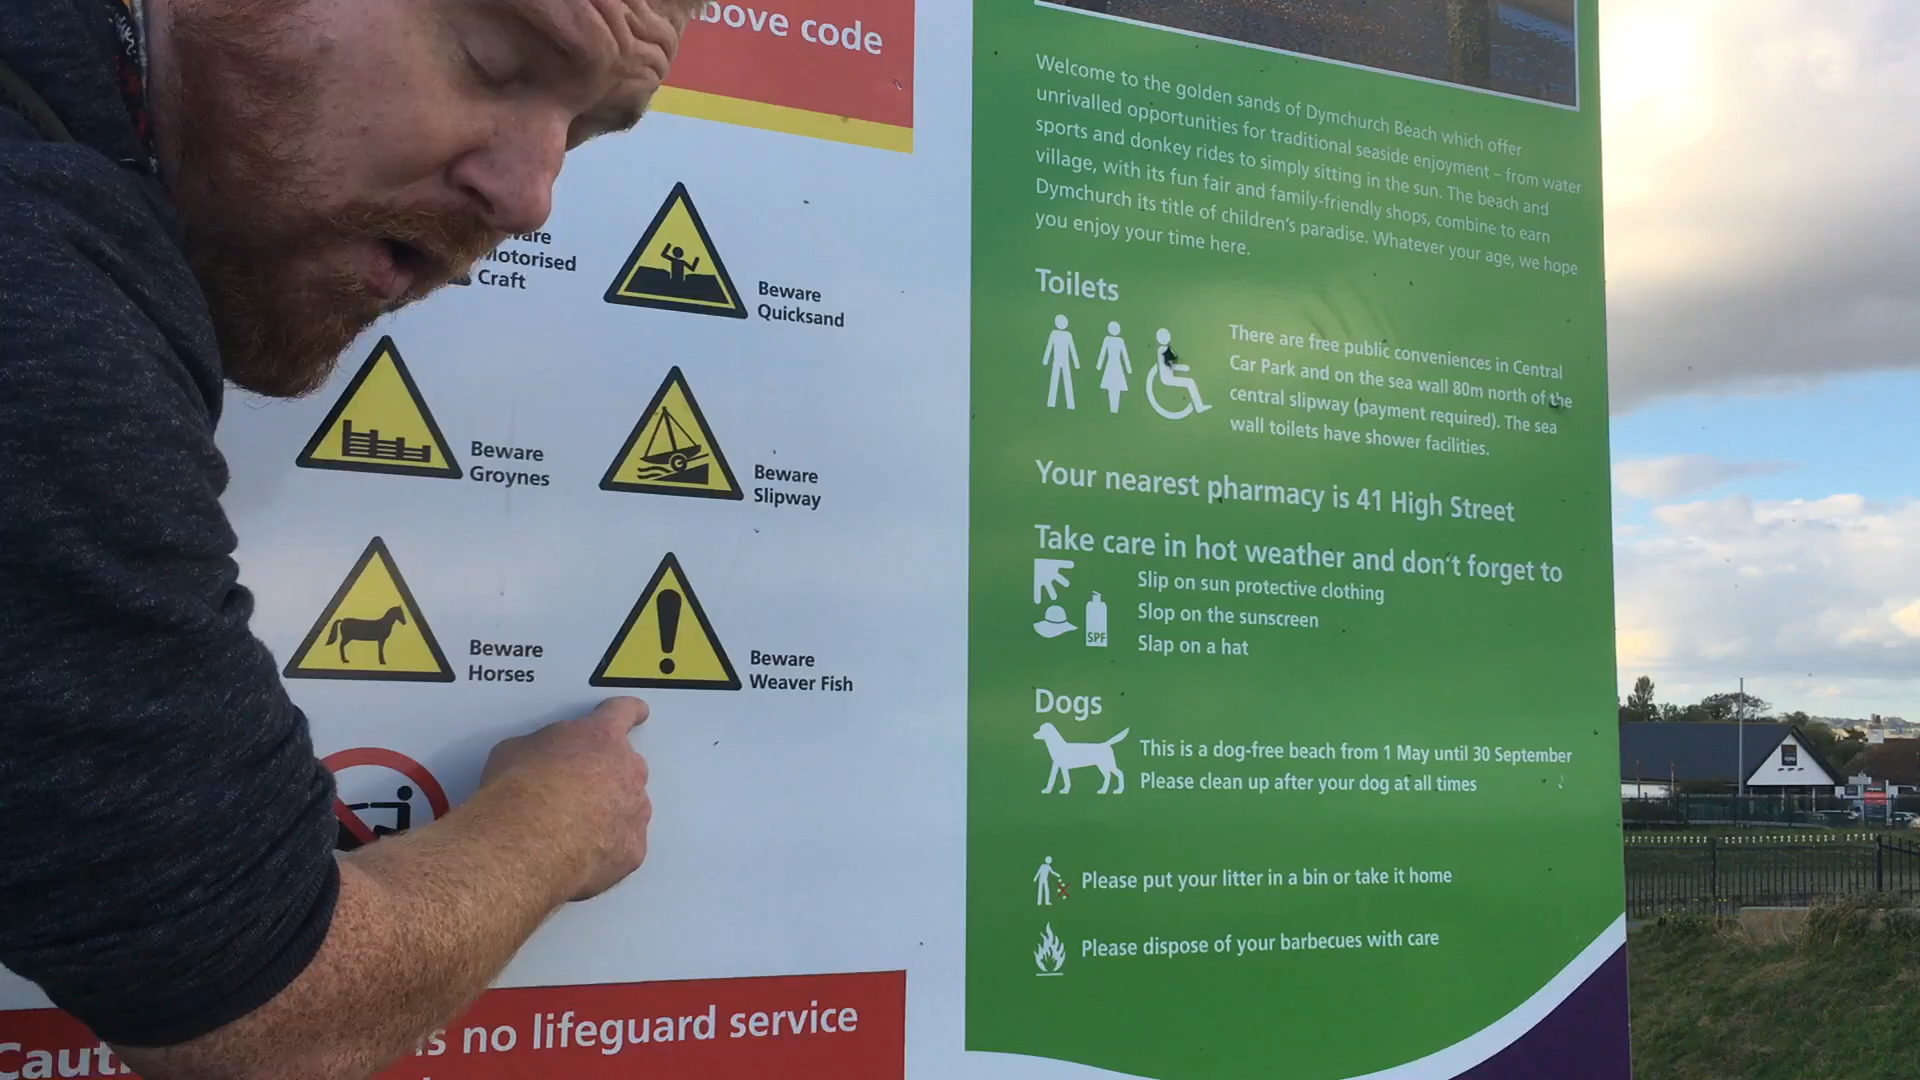 bove code
Motorised
Craft
Beware
Quicksand
Beware
Groynes
Beware
Slipway
Beware
Horses
Beware
Weaver Fish
is no lifeguard service
Welcome to the golden sands of Dymchurch Beach which offer
unrivalled opportunities for traditional seaside enjoyment – from water
sports and donkey rides to simply sitting in the sun. The beach and
village, with its fun fair and family-friendly shops, combine to earn
Dymchurch its title of children's paradise. Whatever your age, we hope
you enjoy your time here.
Toilets
There are free public conveniences in Central
Car Park and on the sea wall 80m north of the
central slipway (payment required). The sea
wall toilets have shower facilities.
Your nearest pharmacy is 41 High Street
Take care in hot weather and don't forget to
Slip on sun protective clothing
Slop on the sunscreen
Slap on a hat
SPF
Dogs
This is a dog-free beach from 1 May until 30 September
Please clean up after your dog at all times
Please put your litter in a bin or take it home
Please dispose of your barbecues with care